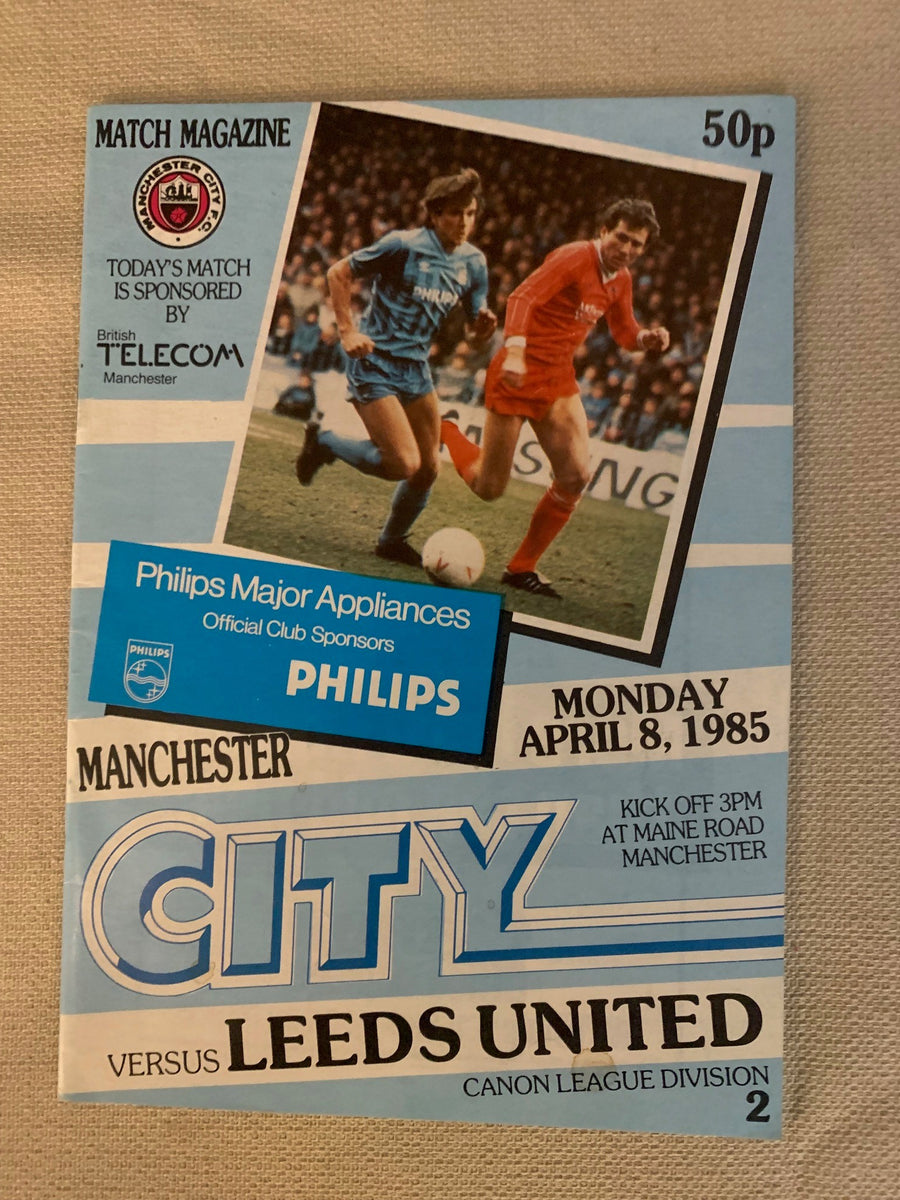 MATCH MAGAZINE
50p
MANCHESTER CITY F.C.
TODAY'S MATCH
IS SPONSORED
BY
British
TELECOM
Manchester
PHILIPS
Philips Major Appliances
Official Club Sponsors
PHILIPS
PHILIPS
MONDAY
APRIL 8, 1985
MANCHESTER
CITY
KICK OFF 3PM
AT MAINE ROAD
MANCHESTER
VERSUS LEEDS UNITED
CANON LEAGUE DIVISION
2